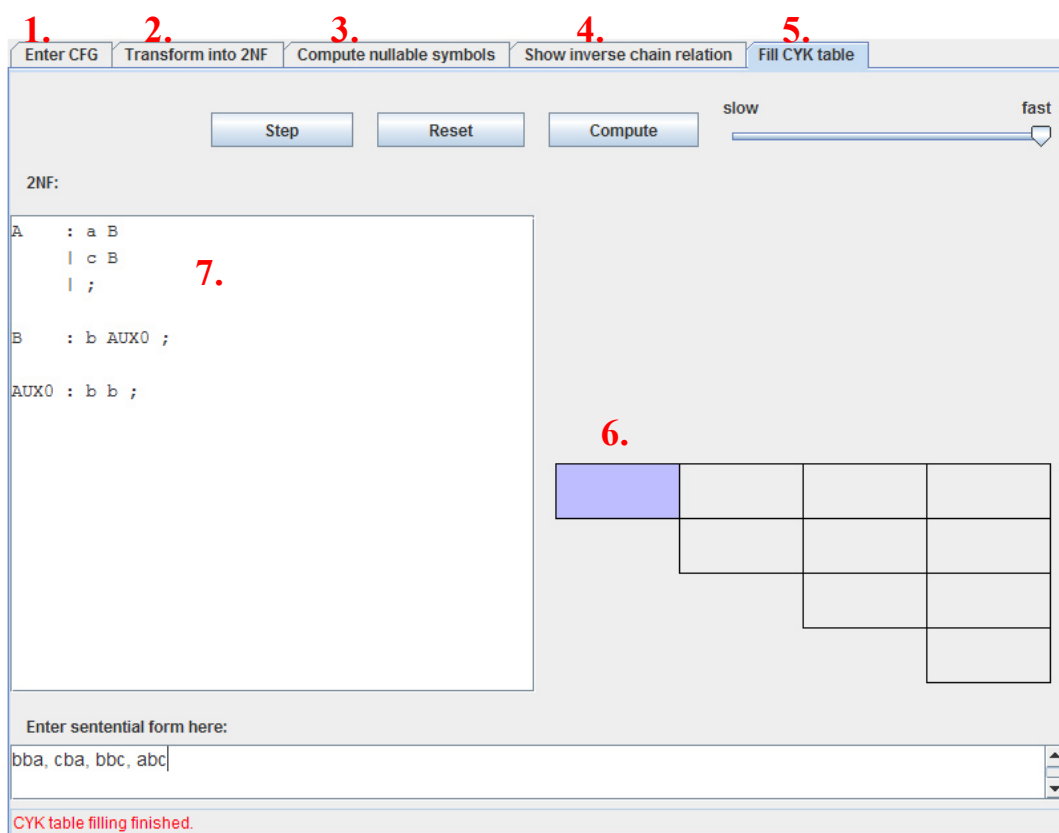 1. 2. 3. 4. 5.
Enter CFG Transform into 2NF Compute nullable symbols Show inverse chain relation Fill CYK table
slow fast
Step Reset Compute
2NF:
A : a B
| c B
| ;
7.
B : b AUX0 ;
AUX0 : b b ;
6.
Enter sentential form here:
bba, cba, bbc, abc
CYK table filling finished.